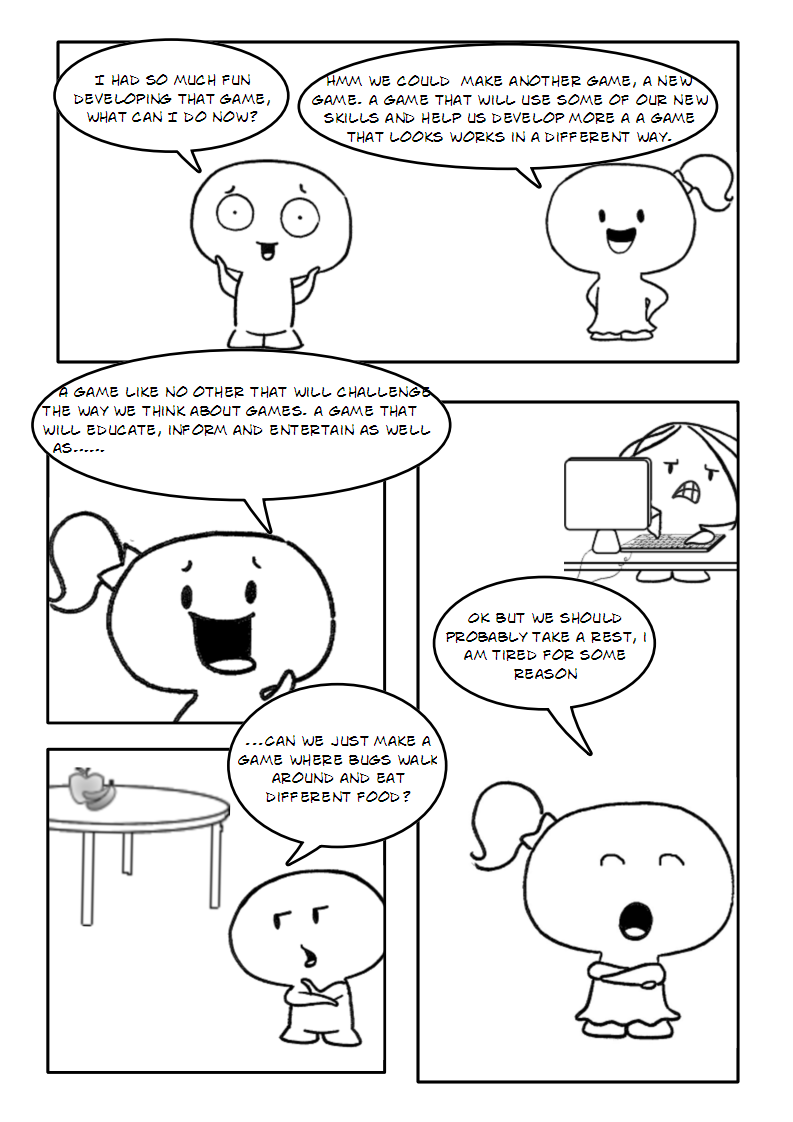 I HAD SO MUCH FUN
DEVELOPING THAT GAME,
WHAT CAN I DO NOW?
HMM WE COULD MAKE ANOTHER GAME, A NEW
GAME. A GAME THAT WILL USE SOME OF OUR NEW
SKILLS AND HELP US DEVELOP MORE A A GAME
THAT LOOKS WORKS IN A DIFFERENT WAY.
A GAME LIKE NO OTHER THAT WILL CHALLENGE
THE WAY WE THINK ABOUT GAMES. A GAME THAT
WILL EDUCATE, INFORM AND ENTERTAIN AS WELL
AS......
...CAN WE JUST MAKE A
GAME WHERE BUGS WALK
AROUND AND EAT
DIFFERENT FOOD?
OK BUT WE SHOULD
PROBABLY TAKE A REST, I
AM TIRED FOR SOME
REASON